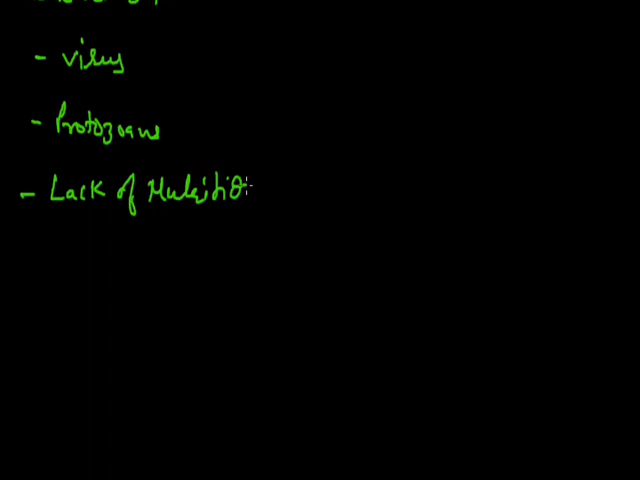 - virus
- Protozoans
- Lack of Nutritio